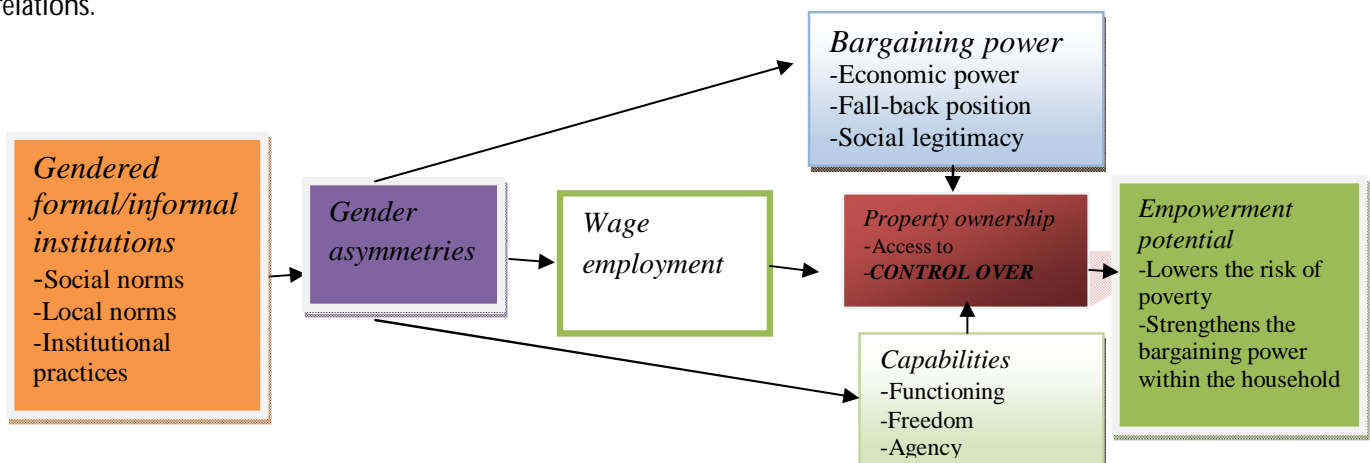 relations.
Gendered
formal/informal
institutions
-Social norms
-Local norms
-Institutional
practices
Gender
asymmetries
Bargaining power
-Economic power
-Fall-back position
-Social legitimacy
Wage
employment
Property ownership
-Access to
-CONTROL OVER
Capabilities
-Functioning
-Freedom
-Agency
Empowerment
potential
-Lowers the risk of
poverty
-Strengthens the
bargaining power
within the household